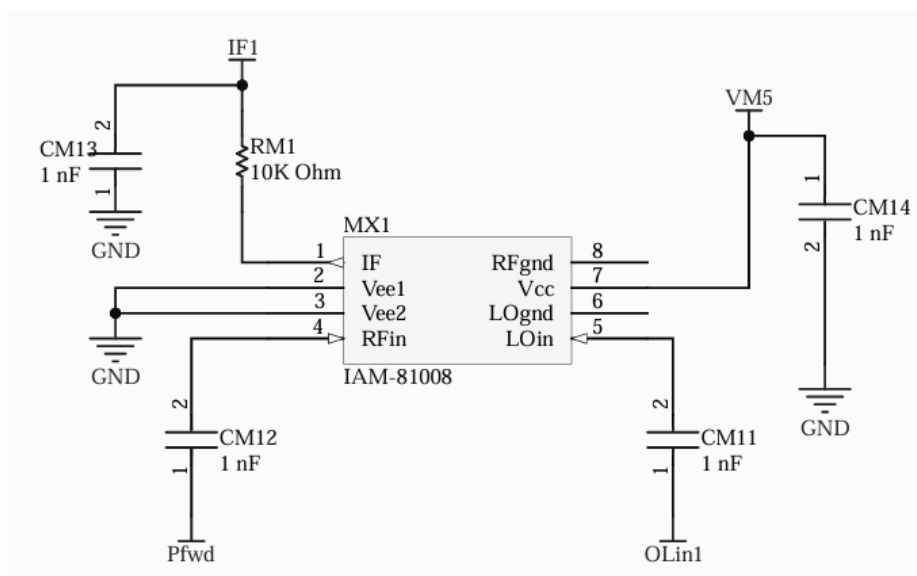 IF1
VM5
2
CM13
1 nF
1
GND
RM1
10K Ohm
1
CM14
1 nF
2
GND
MX1
1
IF
RFgnd
8
2
Vee1
Vcc
7
3
Vee2
LOgnd
6
4
RFin
LOin
5
IAM-81008
GND
2
CM12
1 nF
1
Pfwd
2
CM11
1 nF
1
OLin1